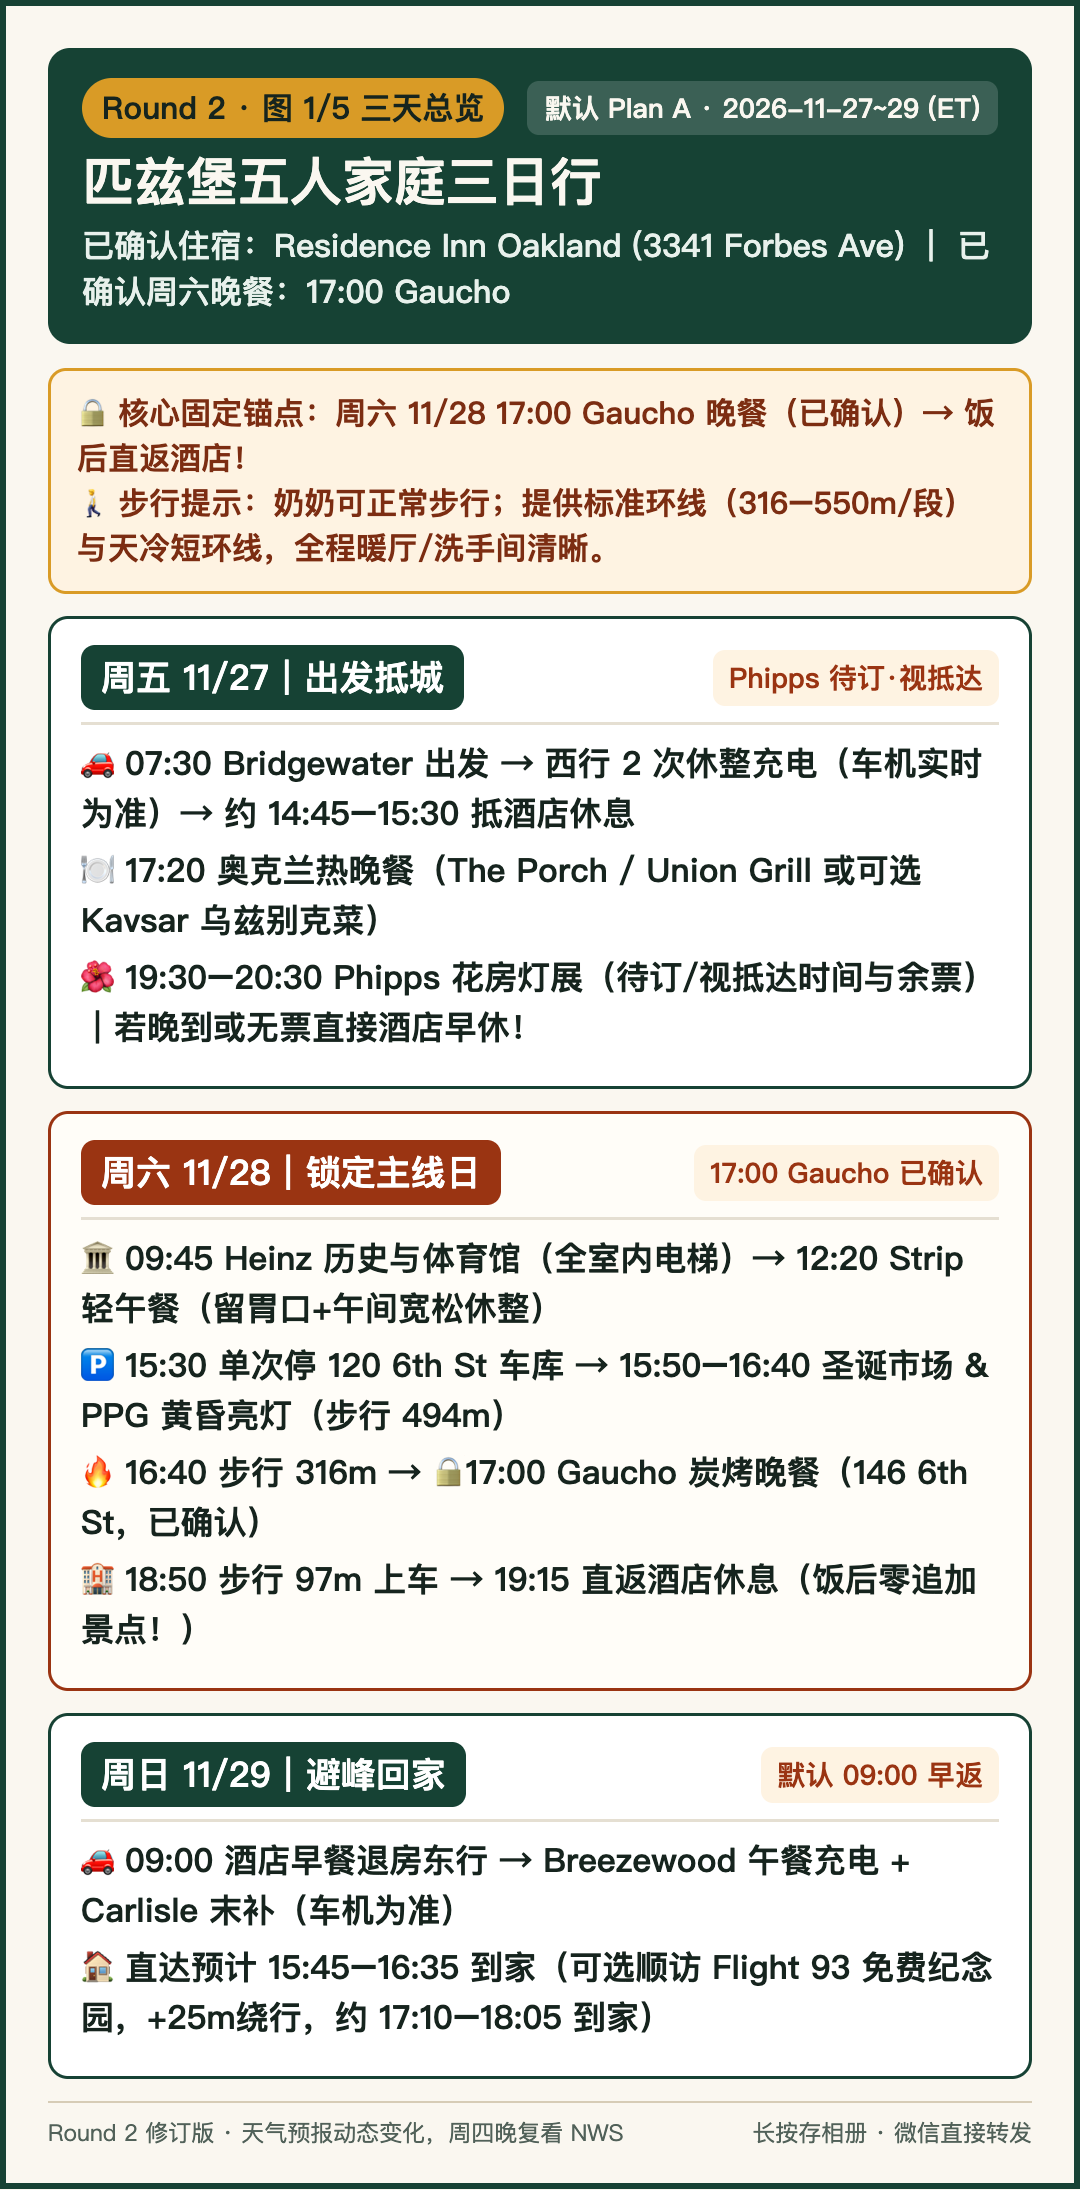 Round 2 · 图 1/5 三天总览
默认 Plan A · 2026-11-27~29 (ET)
匹兹堡五人家庭三日行
已确认住宿：Residence Inn Oakland (3341 Forbes Ave)｜ 已
确认周六晚餐：17:00 Gaucho
🔒 核心固定锚点：周六 11/28 17:00 Gaucho 晚餐（已确认）→ 饭
后直返酒店！
🚶 步行提示：奶奶可正常步行；提供标准环线（316—550m/段）
与天冷短环线，全程暖厅/洗手间清晰。
周五 11/27｜出发抵城
Phipps 待订·视抵达
🚗 07:30 Bridgewater 出发 → 西行 2 次休整充电（车机实时
为准）→ 约 14:45—15:30 抵酒店休息
🍽️ 17:20 奥克兰热晚餐（The Porch / Union Grill 或可选
Kavsar 乌兹别克菜）
🌺 19:30—20:30 Phipps 花房灯展（待订/视抵达时间与余票）
｜若晚到或无票直接酒店早休！
周六 11/28｜锁定主线日
17:00 Gaucho 已确认
🏛️ 09:45 Heinz 历史与体育馆（全室内电梯）→ 12:20 Strip
轻午餐（留胃口+午间宽松休整）
🅿️ 15:30 单次停 120 6th St 车库 → 15:50—16:40 圣诞市场 &
PPG 黄昏亮灯（步行 494m）
🔥 16:40 步行 316m → 🔒17:00 Gaucho 炭烤晚餐（146 6th
St，已确认）
🏨 18:50 步行 97m 上车 → 19:15 直返酒店休息（饭后零追加
景点！）
周日 11/29｜避峰回家
默认 09:00 早返
🚗 09:00 酒店早餐退房东行 → Breezewood 午餐充电 +
Carlisle 末补（车机为准）
🏠 直达预计 15:45—16:35 到家（可选顺访 Flight 93 免费纪念
园，+25m绕行，约 17:10—18:05 到家）
Round 2 修订版 · 天气预报动态变化，周四晚复看 NWS
长按存相册 · 微信直接转发